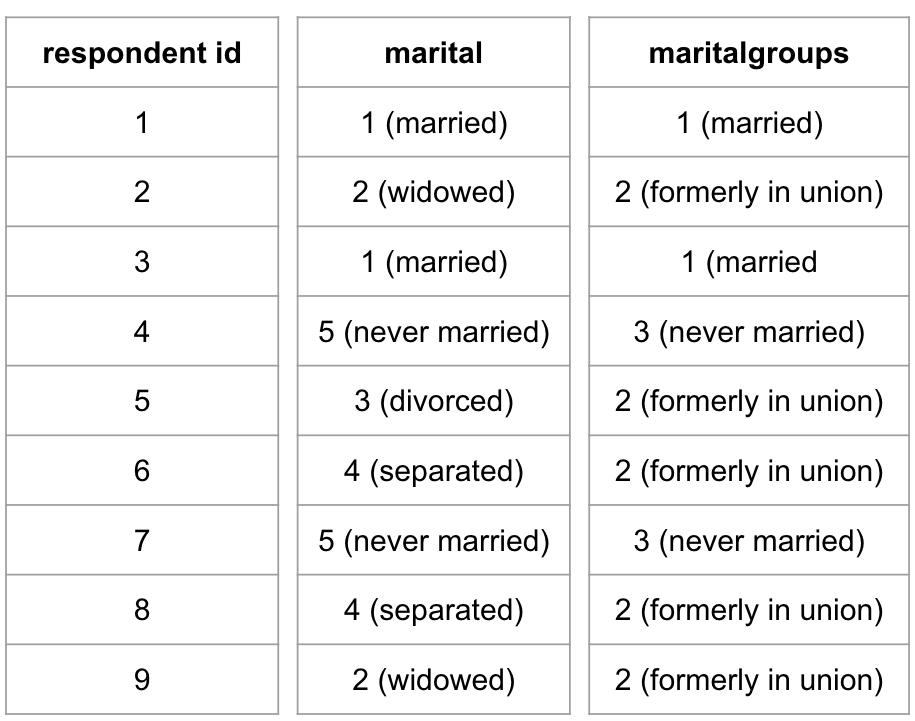 respondent id marital maritalgroups
1 1 (married) 1 (married)
2 2 (widowed) 2 (formerly in union)
3 1 (married) 1 (married
4 5 (never married) 3 (never married)
5 3 (divorced) 2 (formerly in union)
6 4 (separated) 2 (formerly in union)
7 5 (never married) 3 (never married)
8 4 (separated) 2 (formerly in union)
9 2 (widowed) 2 (formerly in union)